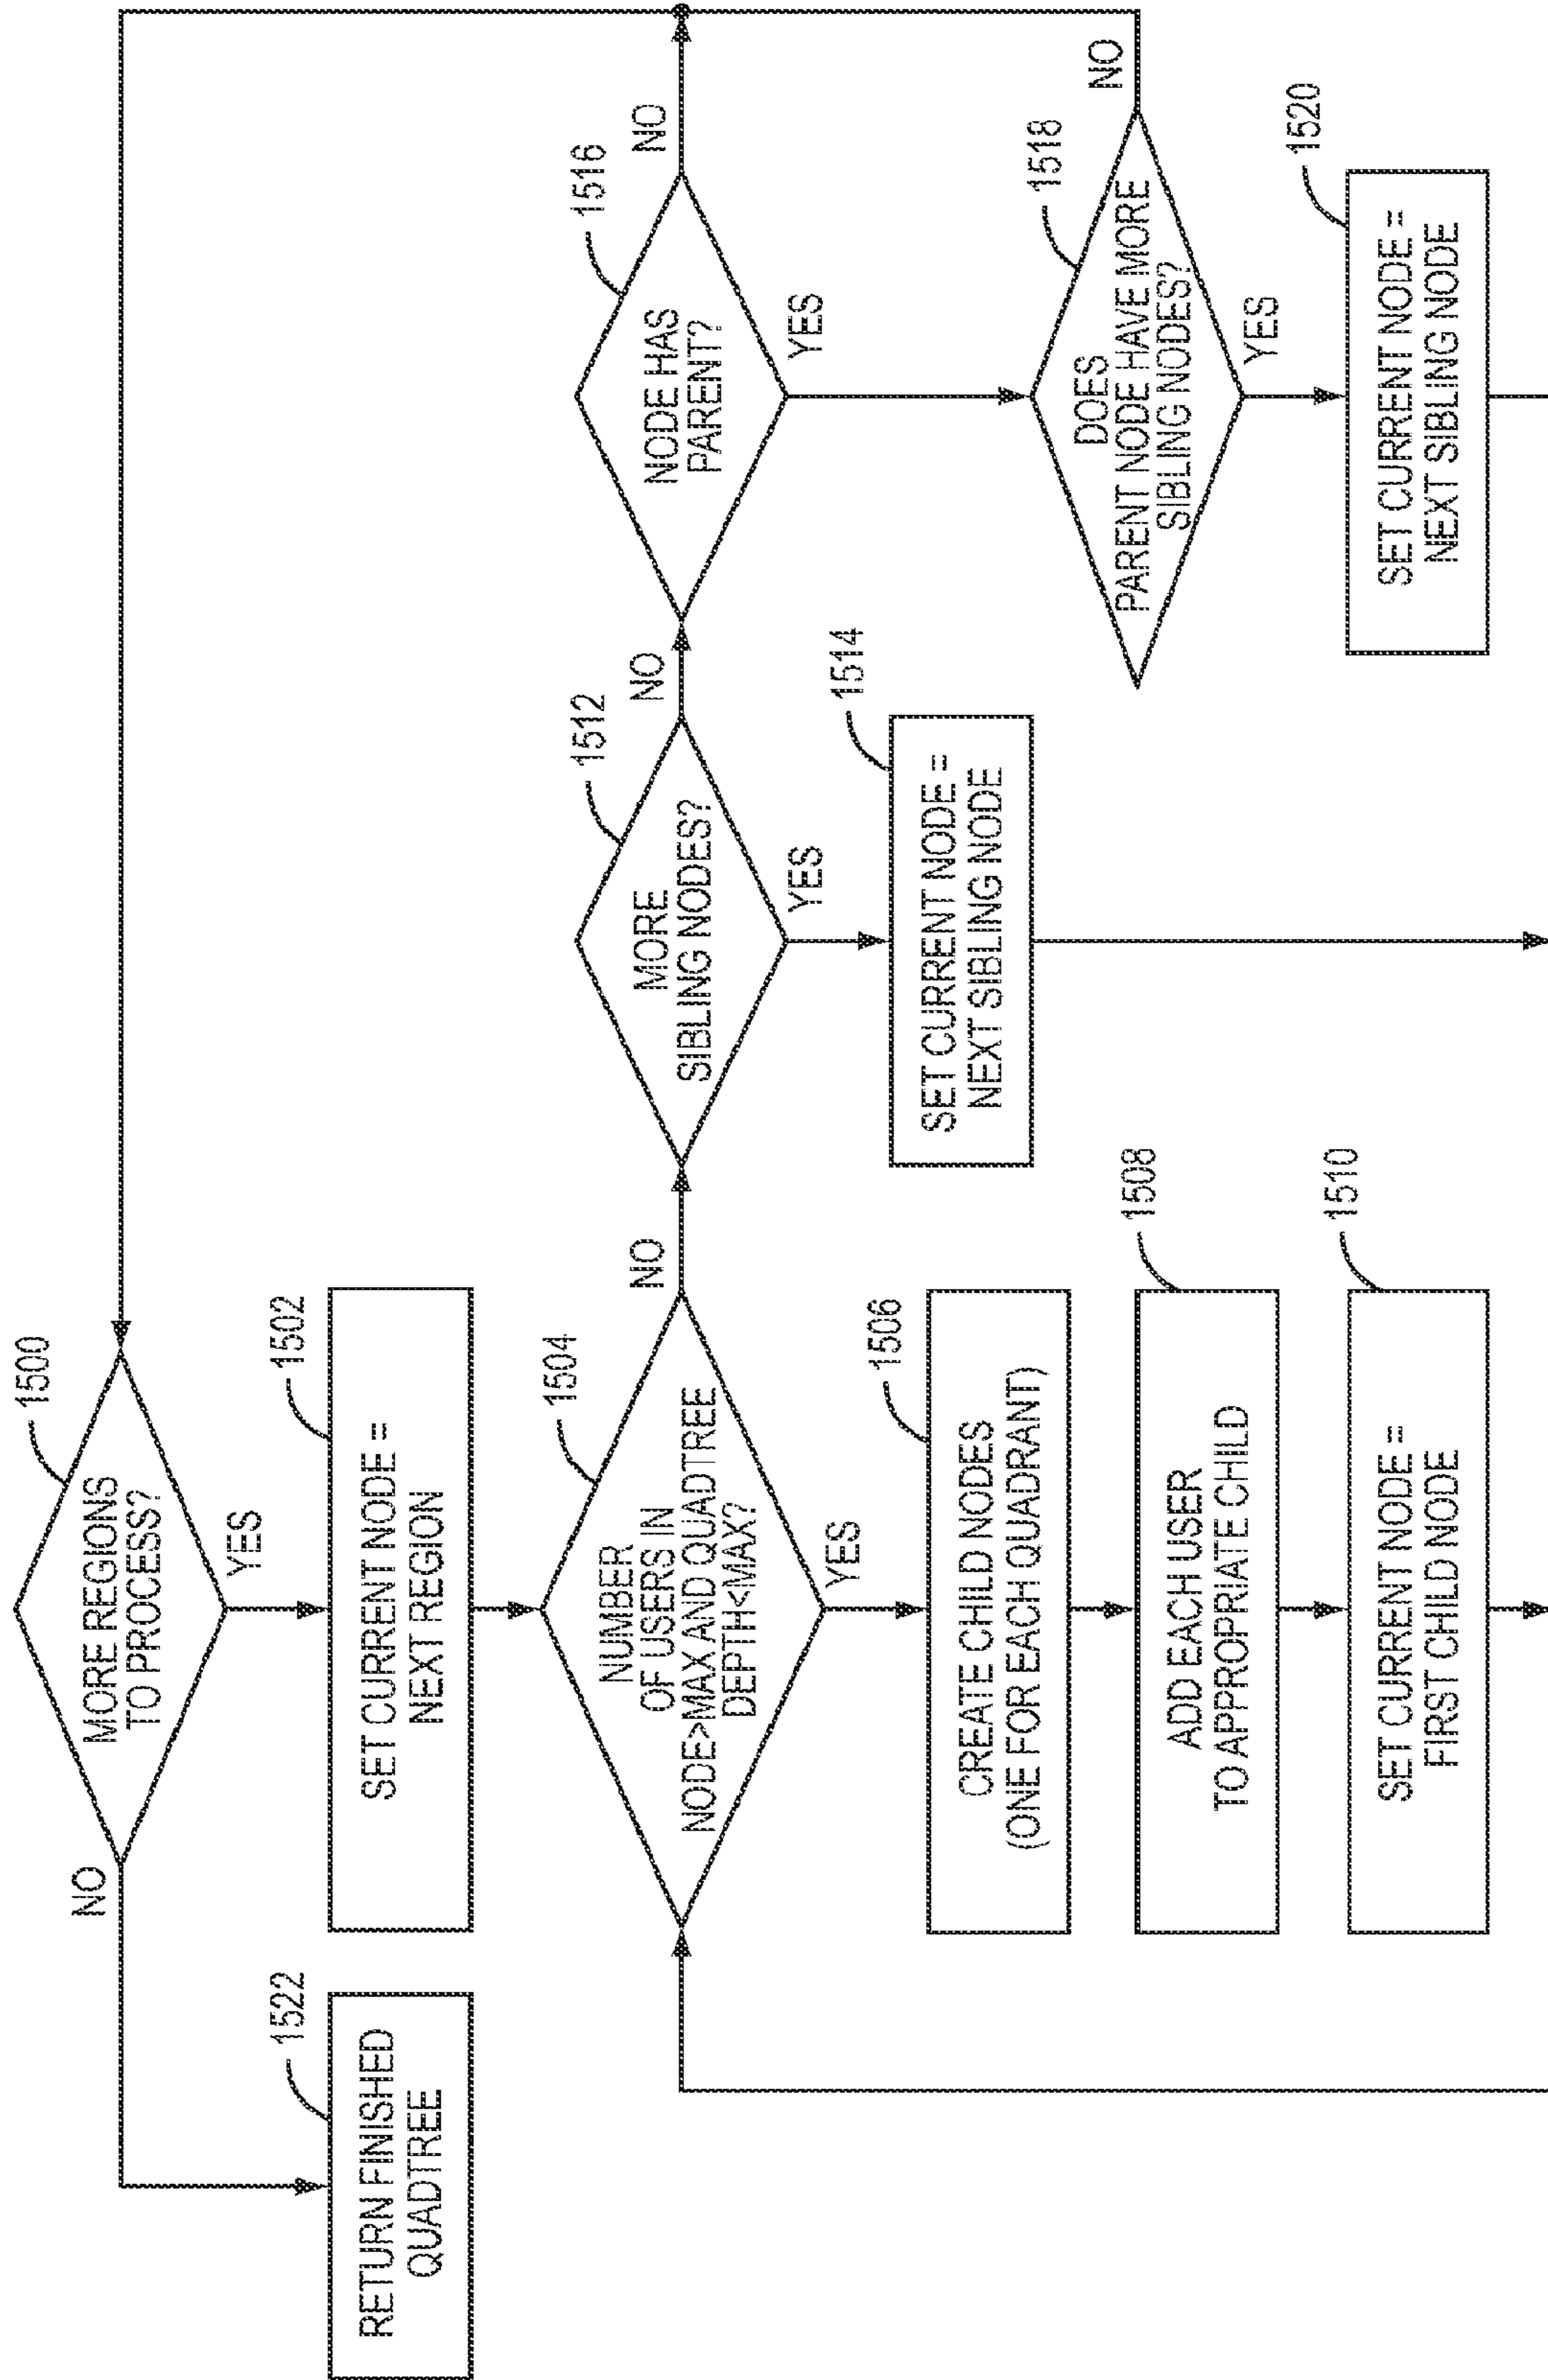 1500
MORE REGIONS
TO PROCESS?
NO
YES
1522
RETURN FINISHED
QUADTREE
1502
SET CURRENT NODE =
NEXT REGION
1504
NUMBER
OF USERS IN
NODE>MAX AND QUADTREE
DEPTH<MAX?
NO
YES
1512
MORE
SIBLING NODES?
NO
YES
1516
NODE HAS
PARENT?
NO
YES
1506
CREATE CHILD NODES
(ONE FOR EACH QUADRANT)
1514
SET CURRENT NODE =
NEXT SIBLING NODE
1508
ADD EACH USER
TO APPROPRIATE CHILD
1518
DOES
PARENT NODE HAVE MORE
SIBLING NODES?
NO
YES
1510
SET CURRENT NODE =
FIRST CHILD NODE
1520
SET CURRENT NODE =
NEXT SIBLING NODE